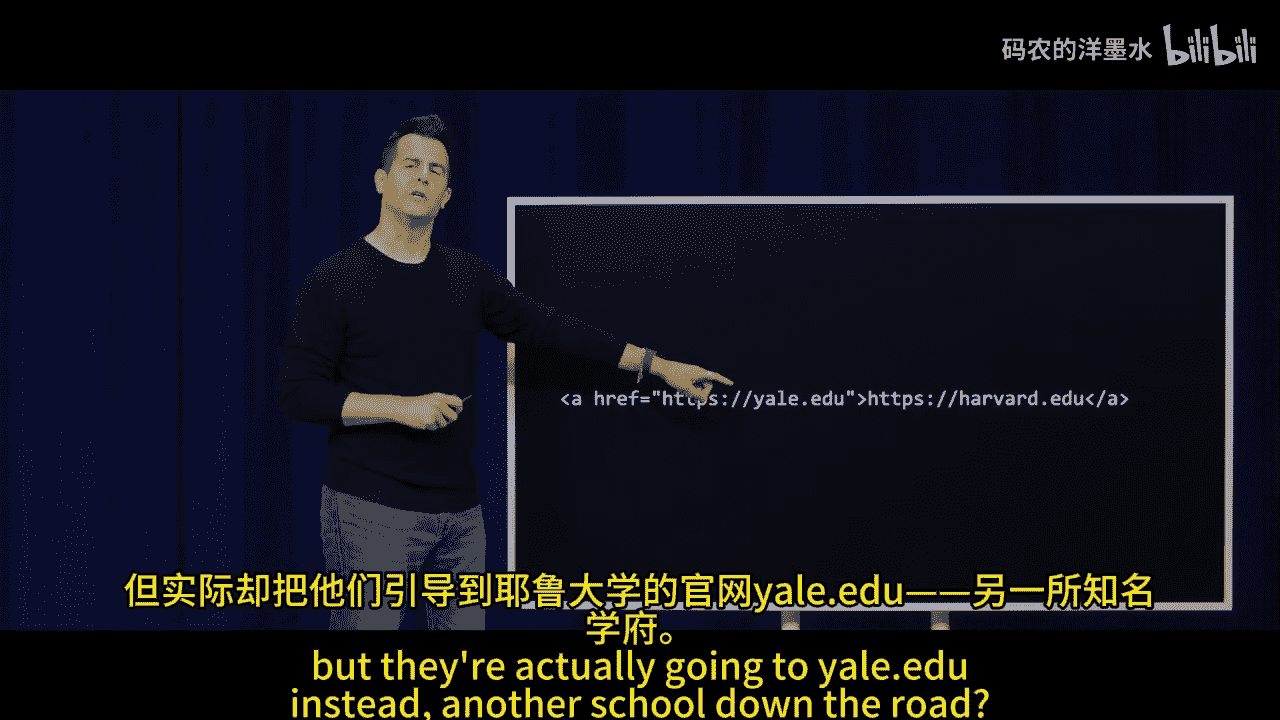 码农的洋墨水 bilibili
<a href="https://yale.edu">https://harvard.edu</a>
但实际却把他们引导到耶鲁大学的官网yale.edu——另一所知名
学府。
but they're actually going to yale.edu
instead, another school down the road?